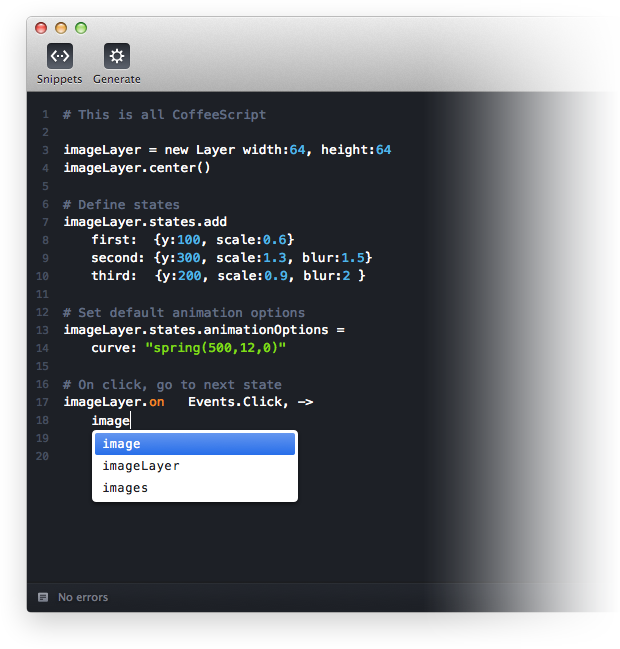 Snippets Generate
1 # This is all CoffeeScript
2
3 imageLayer = new Layer width:64, height:64
4 imageLayer.center()
5
6 # Define states
7 imageLayer.states.add
8 first: {y:100, scale:0.6}
9 second: {y:300, scale:1.3, blur:1.5}
10 third: {y:200, scale:0.9, blur:2 }
11
12 # Set default animation options
13 imageLayer.states.animationOptions =
14 curve: "spring(500,12,0)"
15
16 # On click, go to next state
17 imageLayer.on Events.Click, ->
18 image
19 image
imageLayer
20 images
No errors